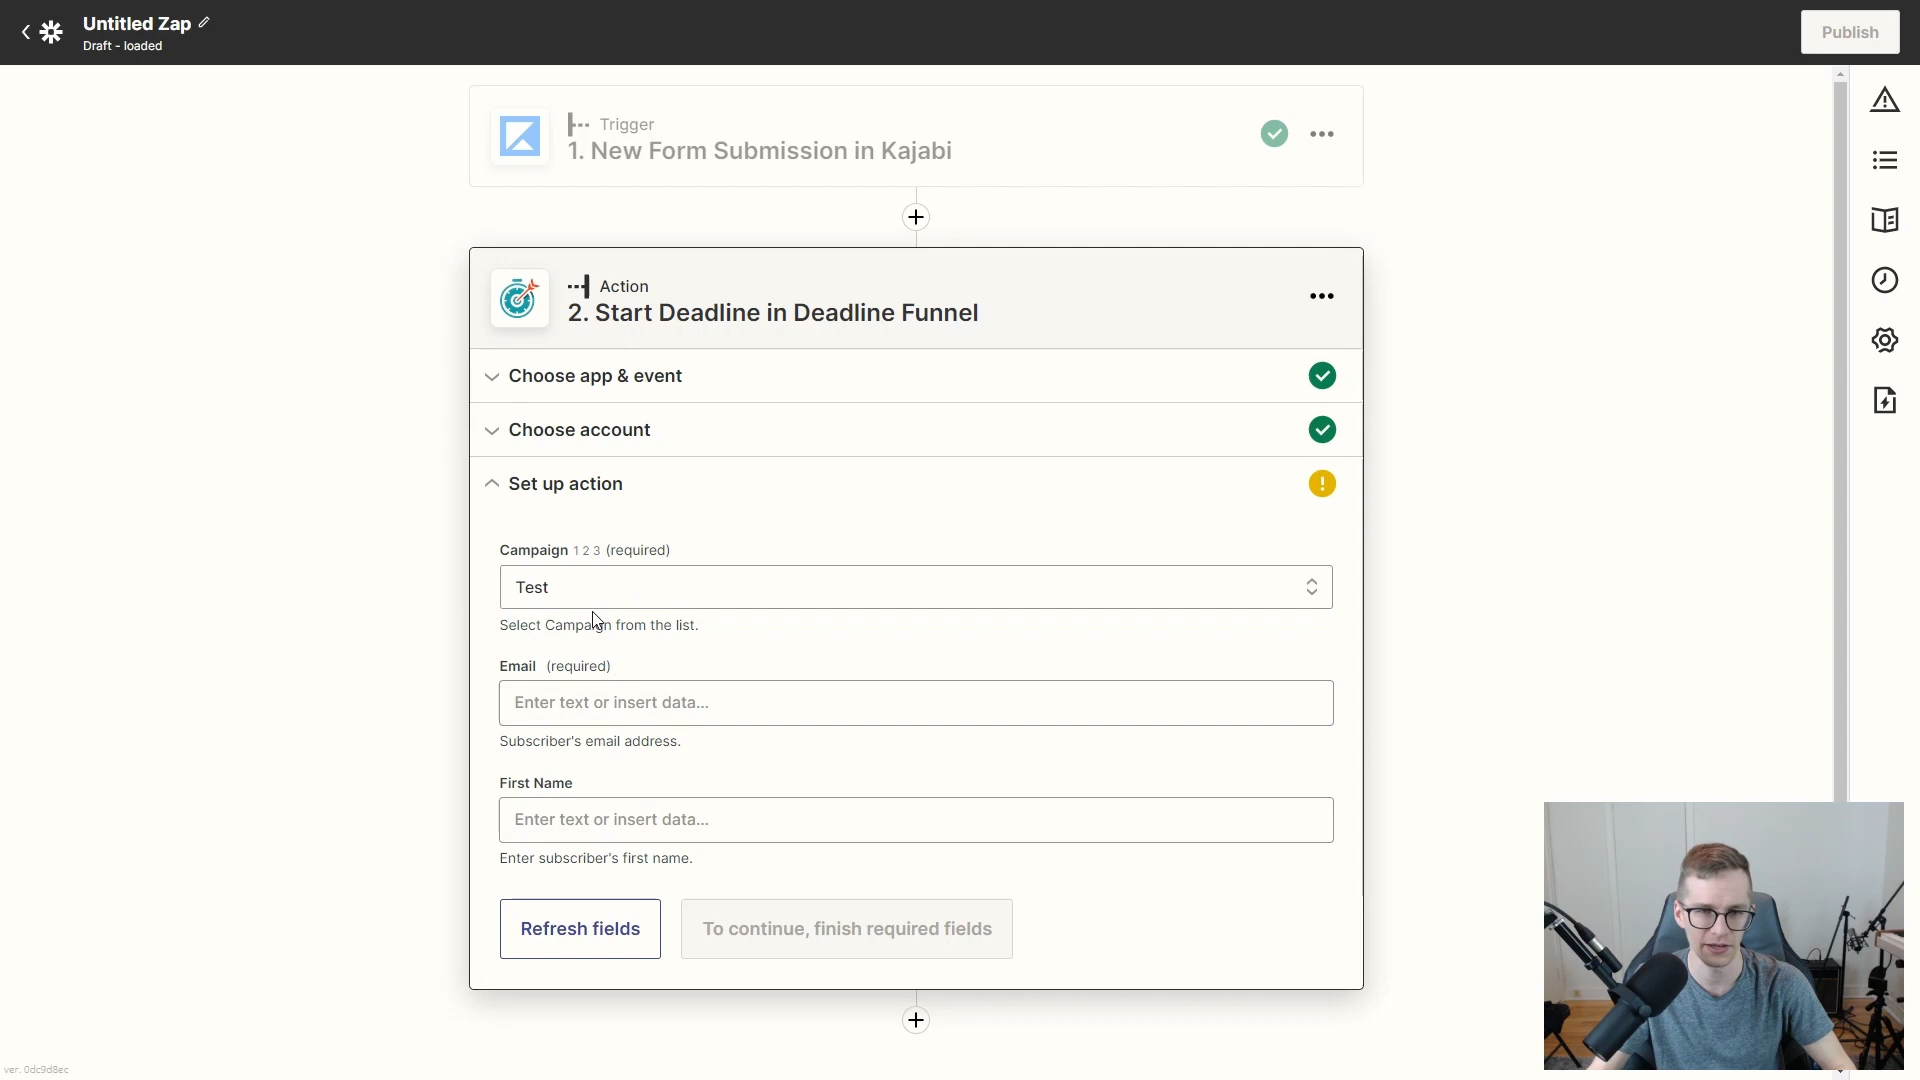 Untitled Zap
Draft - loaded
Publish
Trigger
1. New Form Submission in Kajabi
Action
2. Start Deadline in Deadline Funnel
Choose app & event
Choose account
Set up action
Campaign 1 2 3 (required)
Test
Select Campaign from the list.
Email (required)
Enter text or insert data...
Subscriber's email address.
First Name
Enter text or insert data...
Enter subscriber's first name.
Refresh fields
To continue, finish required fields
ver. 0dc9d8ec